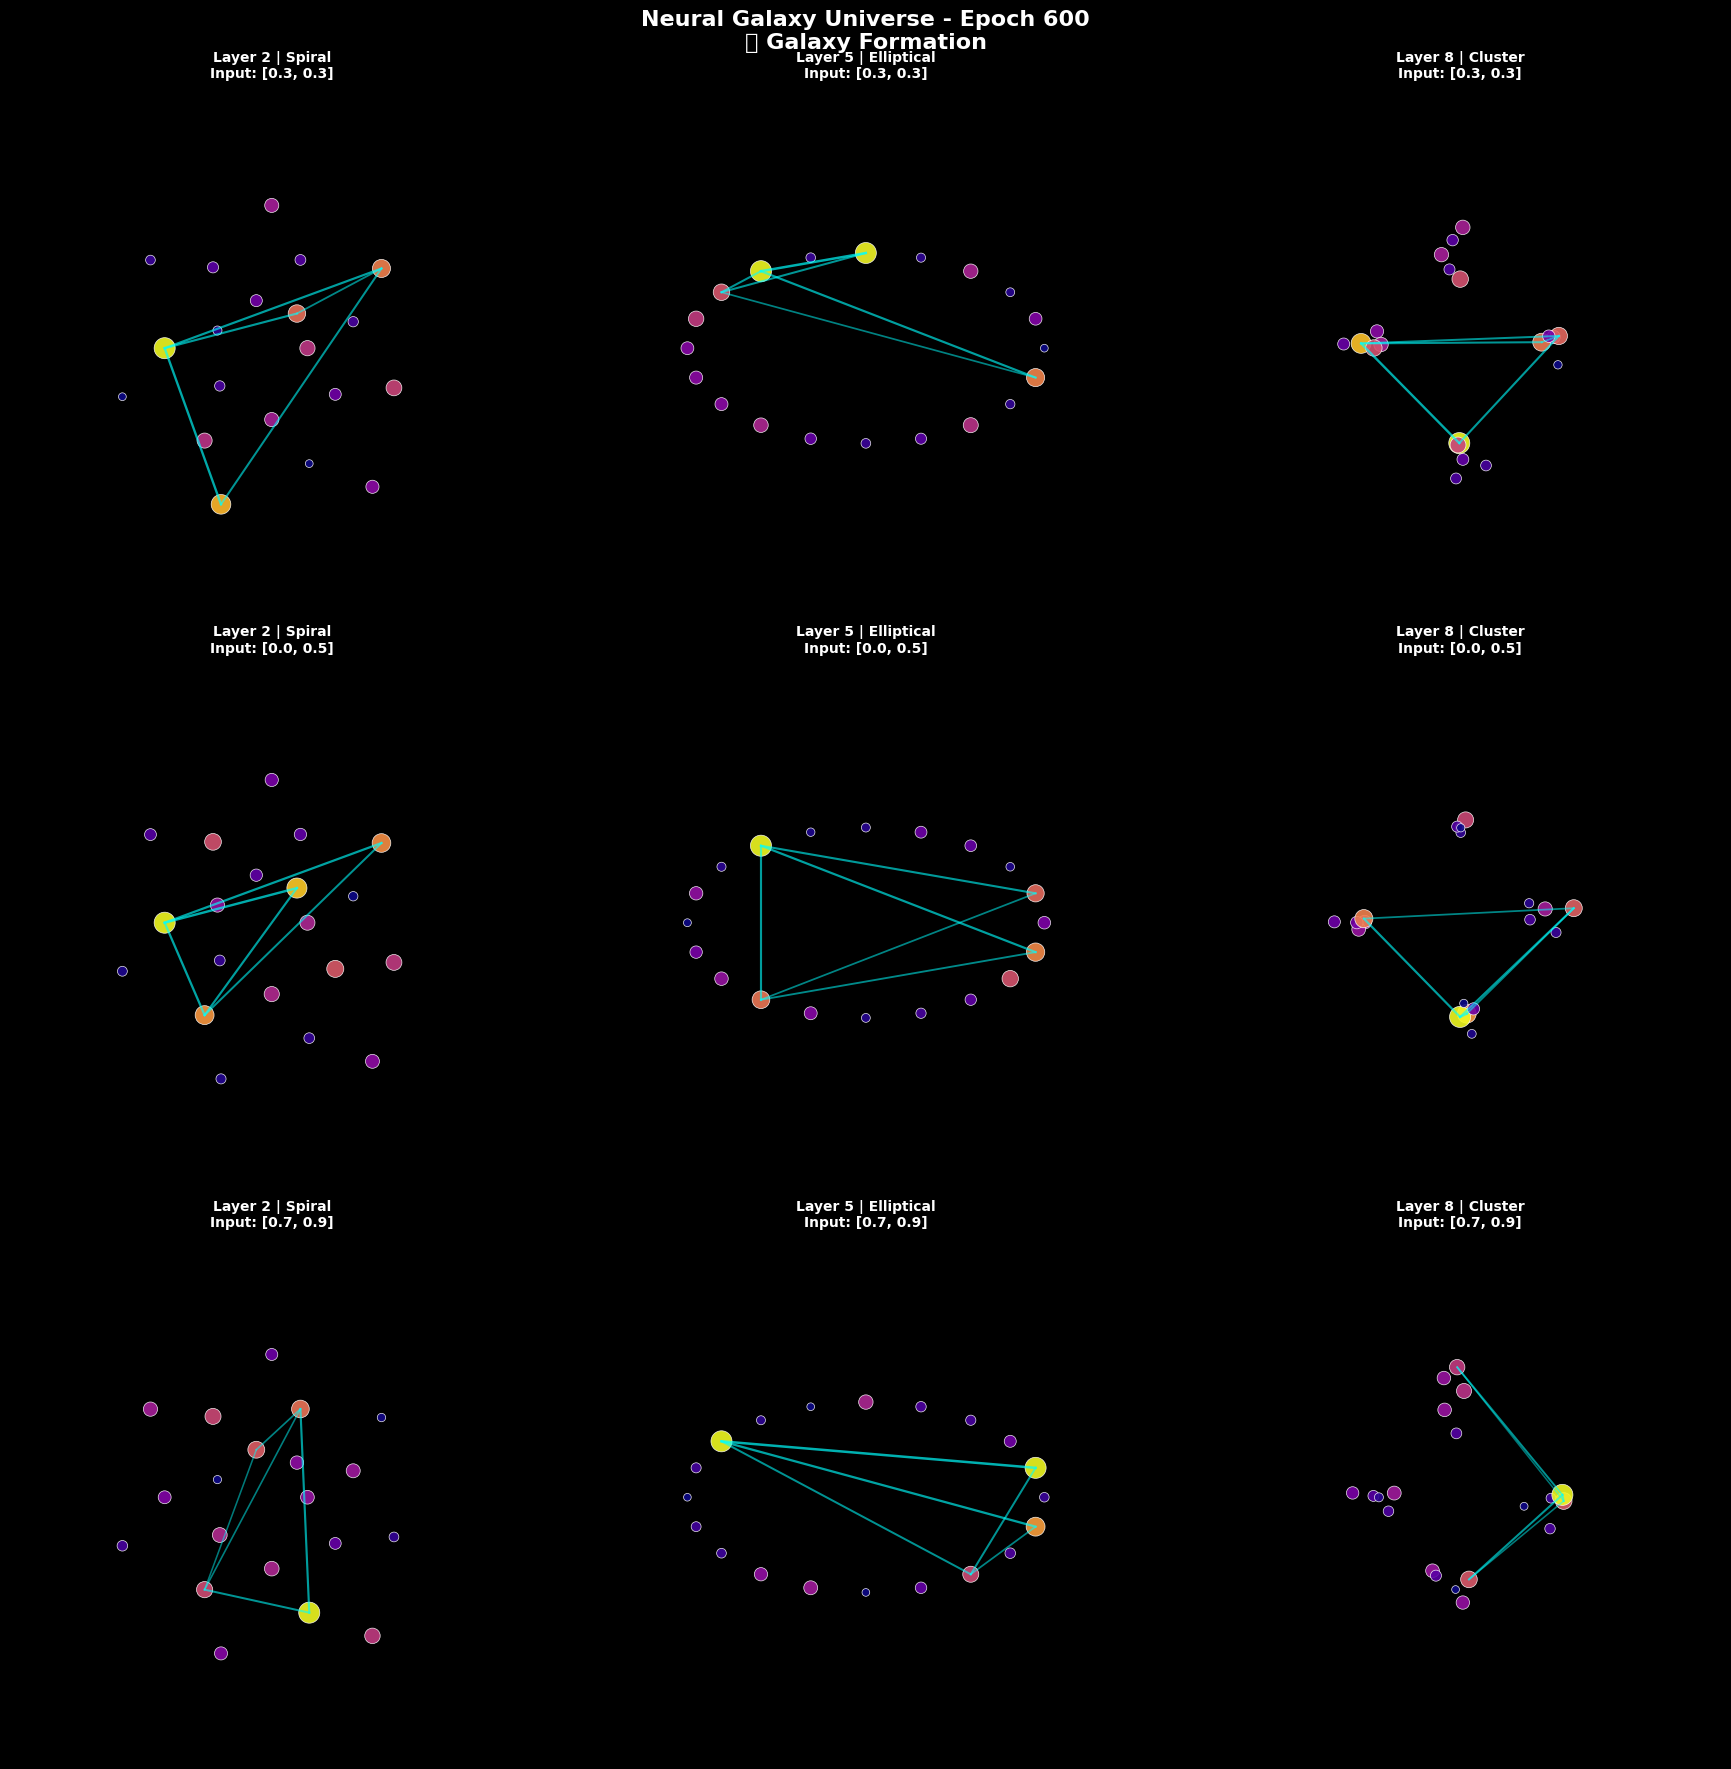 Neural Galaxy Universe - Epoch 600
Galaxy Formation
Layer 2 | Spiral
Input: [0.3, 0.3]
Layer 5 | Elliptical
Input: [0.3, 0.3]
Layer 8 | Cluster
Input: [0.3, 0.3]
Layer 2 | Spiral
Input: [0.0, 0.5]
Layer 5 | Elliptical
Input: [0.0, 0.5]
Layer 8 | Cluster
Input: [0.0, 0.5]
Layer 2 | Spiral
Input: [0.7, 0.9]
Layer 5 | Elliptical
Input: [0.7, 0.9]
Layer 8 | Cluster
Input: [0.7, 0.9]